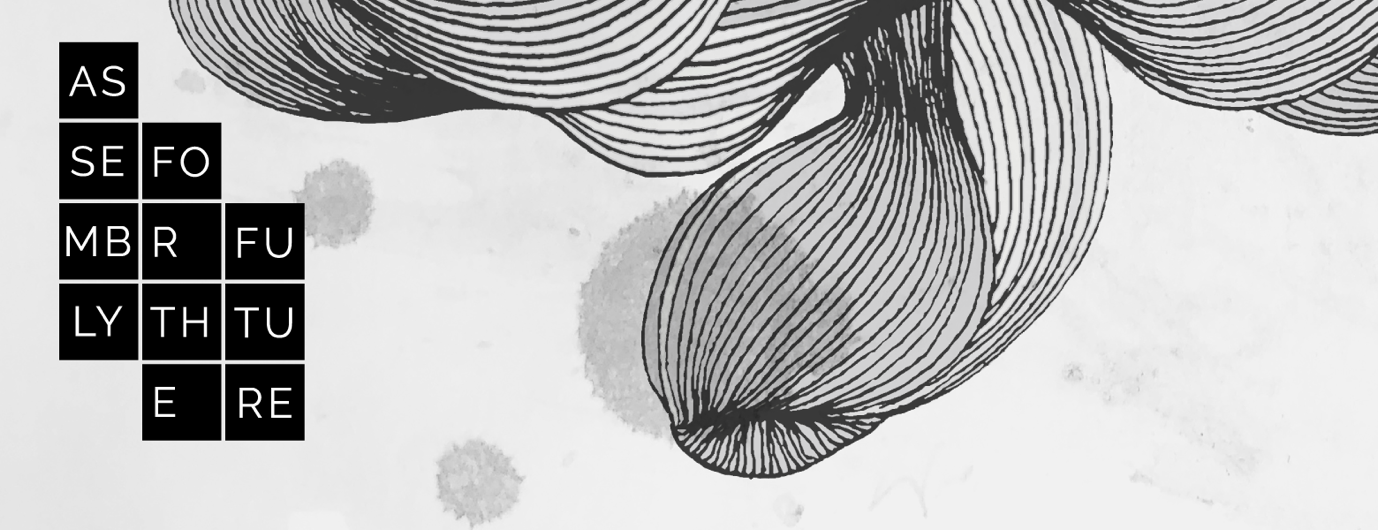 AS
SE FO
MB R FU
LY TH TU
E RE